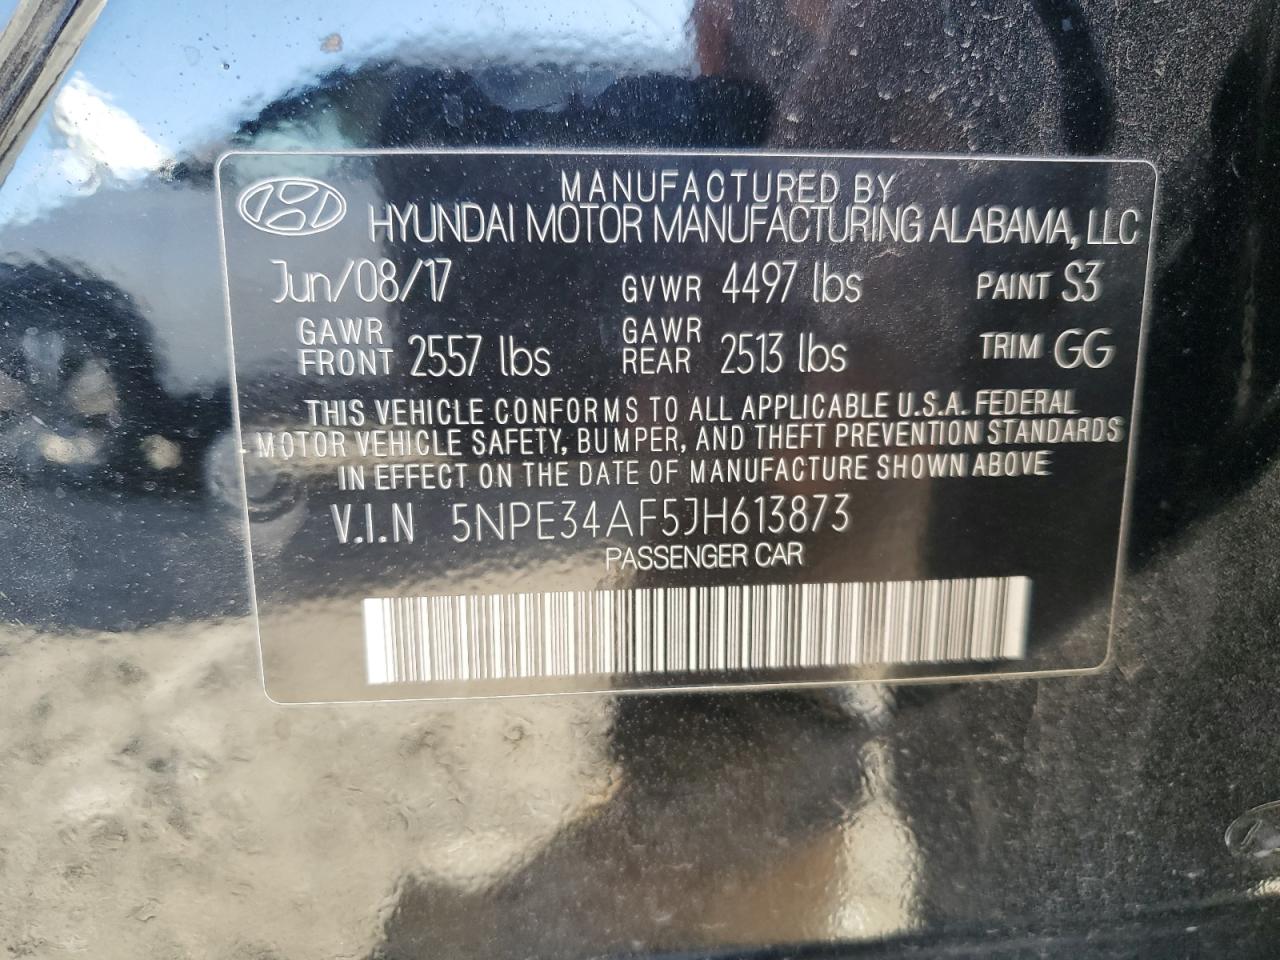 MANUFACTURED BY
HYUNDAI MOTOR MANUFACTURING ALABAMA, LLC
Jun/08/17 GVWR 4497 lbs PAINT S3
GAWR FRONT 2557 lbs GAWR REAR 2513 lbs TRIM GG
THIS VEHICLE CONFORMS TO ALL APPLICABLE U.S.A. FEDERAL
MOTOR VEHICLE SAFETY, BUMPER, AND THEFT PREVENTION STANDARDS
IN EFFECT ON THE DATE OF MANUFACTURE SHOWN ABOVE
V.I.N 5NPE34AF5JH613873
PASSENGER CAR